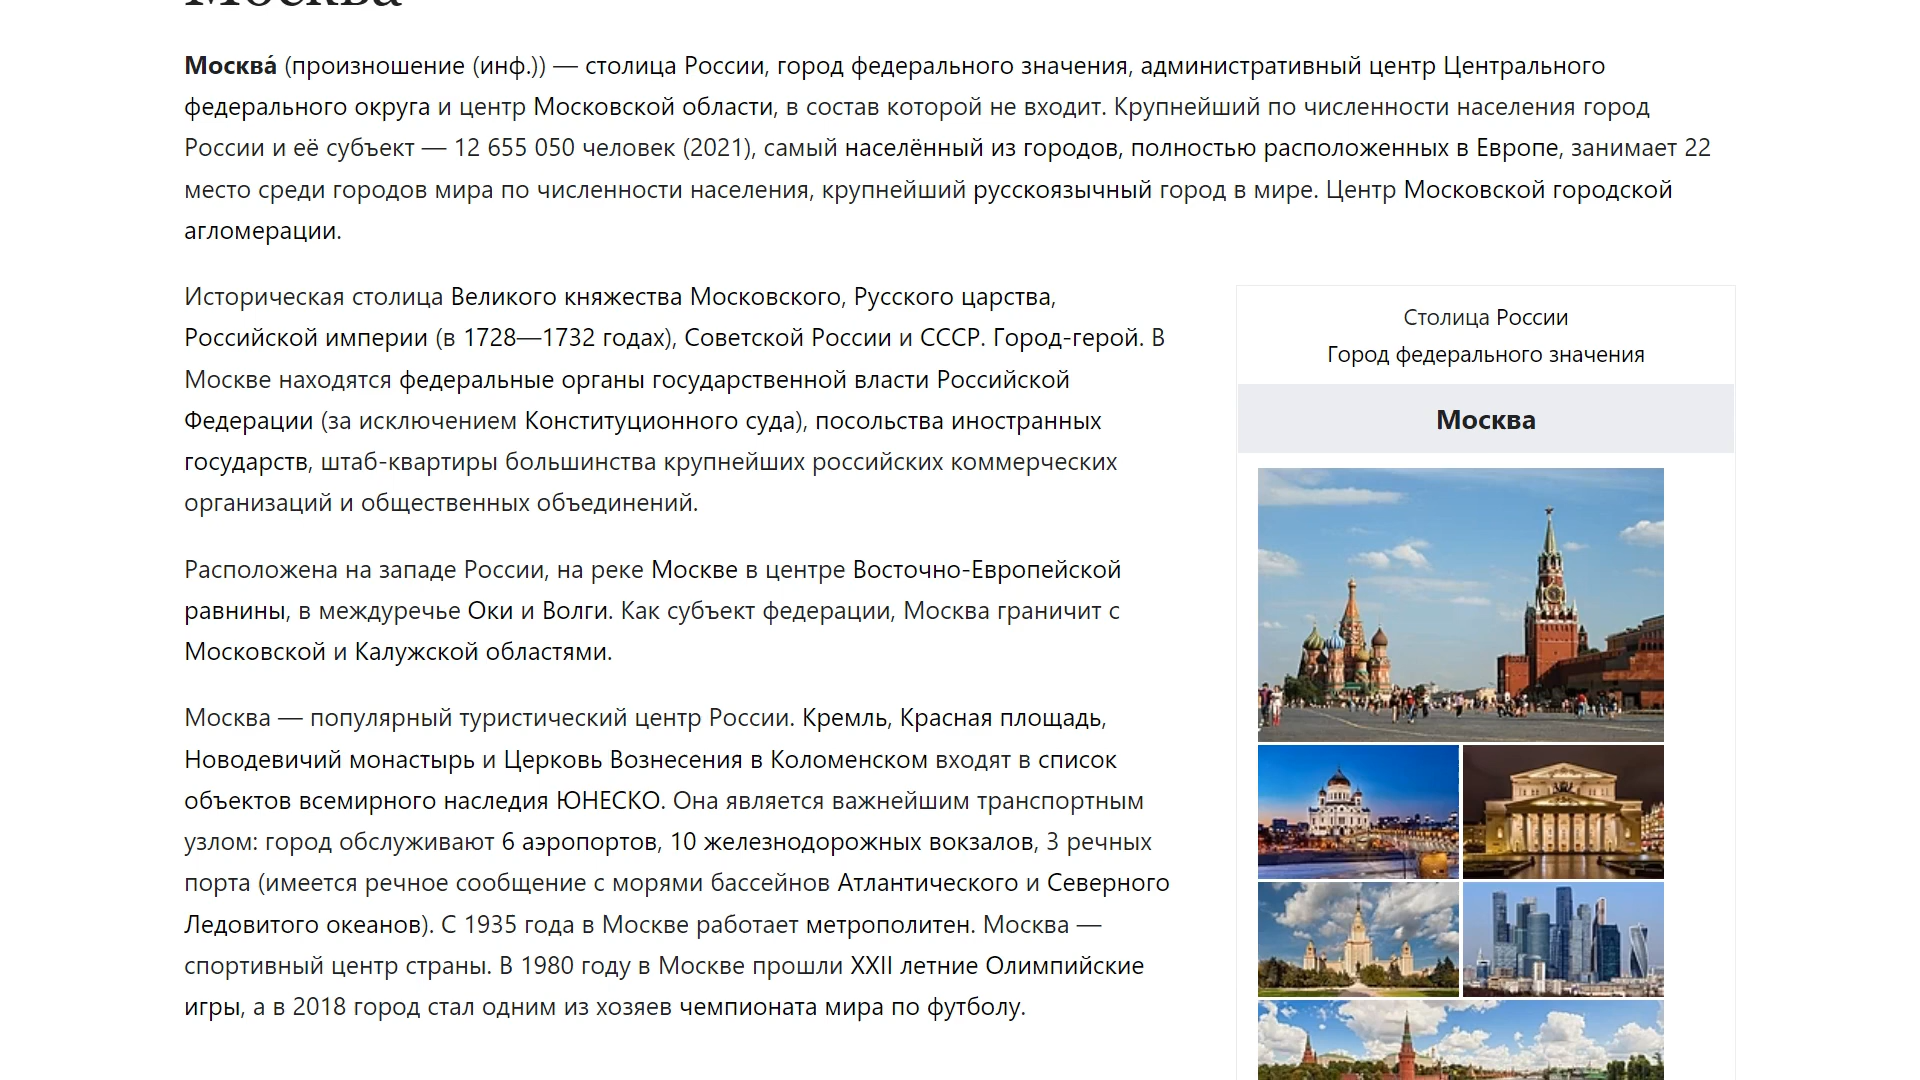 Москва
Москва́ (произношение (инф.)) — столица России, город федерального значения, административный центр Центрального
федерального округа и центр Московской области, в состав которой не входит. Крупнейший по численности населения город
России и её субъект — 12 655 050 человек (2021), самый населённый из городов, полностью расположенных в Европе, занимает 22
место среди городов мира по численности населения, крупнейший русскоязычный город в мире. Центр Московской городской
агломерации.
Историческая столица Великого княжества Московского, Русского царства,
Российской империи (в 1728—1732 годах), Советской России и СССР. Город-герой. В
Москве находятся федеральные органы государственной власти Российской
Федерации (за исключением Конституционного суда), посольства иностранных
государств, штаб-квартиры большинства крупнейших российских коммерческих
организаций и общественных объединений.
Расположена на западе России, на реке Москве в центре Восточно-Европейской
равнины, в междуречье Оки и Волги. Как субъект федерации, Москва граничит с
Московской и Калужской областями.
Москва — популярный туристический центр России. Кремль, Красная площадь,
Новодевичий монастырь и Церковь Вознесения в Коломенском входят в список
объектов всемирного наследия ЮНЕСКО. Она является важнейшим транспортным
узлом: город обслуживают 6 аэропортов, 10 железнодорожных вокзалов, 3 речных
порта (имеется речное сообщение с морями бассейнов Атлантического и Северного
Ледовитого океанов). С 1935 года в Москве работает метрополитен. Москва —
спортивный центр страны. В 1980 году в Москве прошли XXII летние Олимпийские
игры, а в 2018 город стал одним из хозяев чемпионата мира по футболу.
Столица России
Город федерального значения
Москва